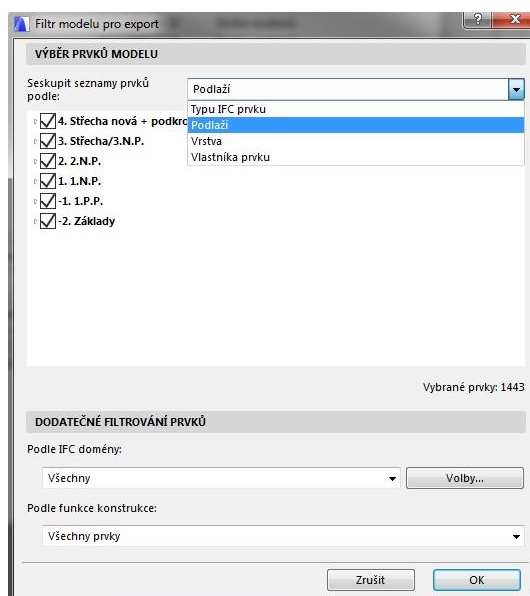 Filtr modelu pro export
VÝBĚR PRVKŮ MODELU
Seskupit seznamy prvků
podle:
Podlaží
Typu IFC prvku
Podlaží
Vrstva
Vlastníka prvku
4. Střecha nová + podkro
3. Střecha/3.N.P.
2. 2.N.P.
1. 1.N.P.
-1. 1.P.P.
-2. Základy
Vybrané prvky: 1443
DODATEČNÉ FILTROVÁNÍ PRVKŮ
Podle IFC domény:
Všechny
Volby...
Podle funkce konstrukce:
Všechny prvky
Zrušit
OK